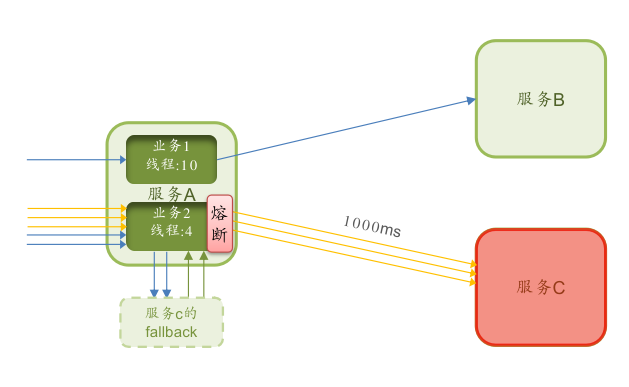 服务B
业务1
线程:10
服务A
业务2
线程:4
熔
断
1000ms
服务C
服务c的
fallback